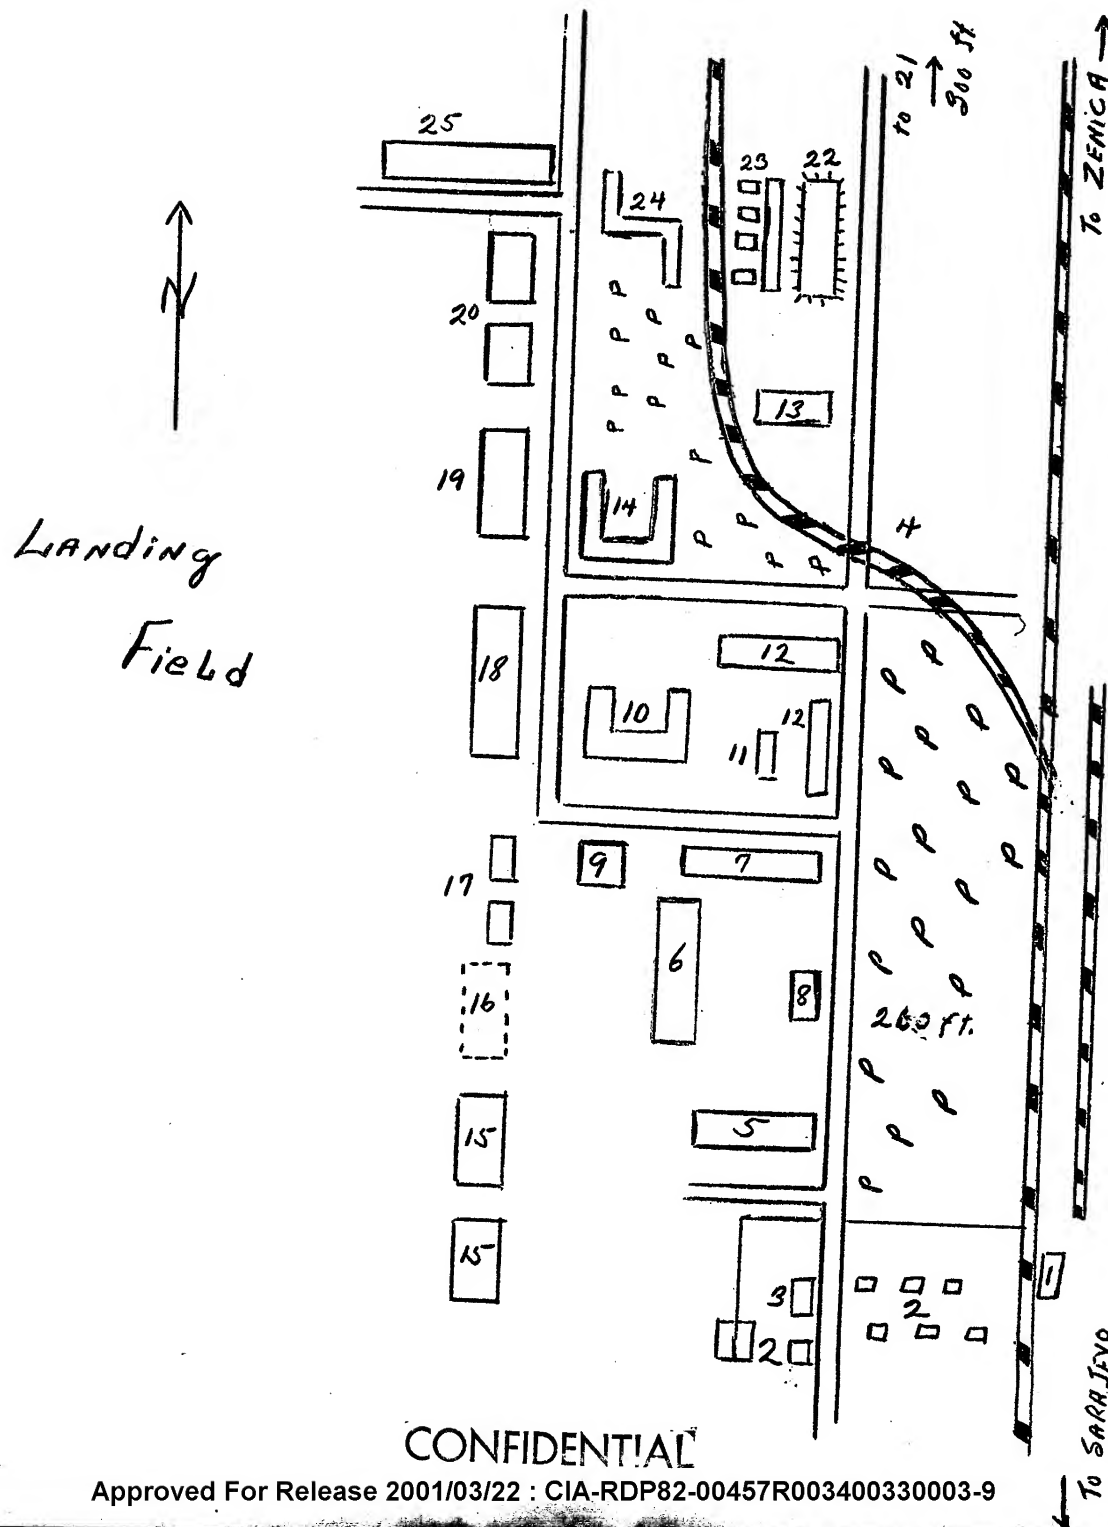 to 21
300 ft
To ZENICA
25
23
22
24
20
13
19
14
4
LANDiNG
FieLd
N
P P P P P P P P P P P P P P P P
18
12
10
12
11
P P P P P P P P P P P P P P P P P P P P
9
7
17
6
16
8
260 ft.
15
5
15
1
3
2
2
To SARAJEVO
CONFIDENTIAL
Approved For Release 2001/03/22 : CIA-RDP82-00457R003400330003-9